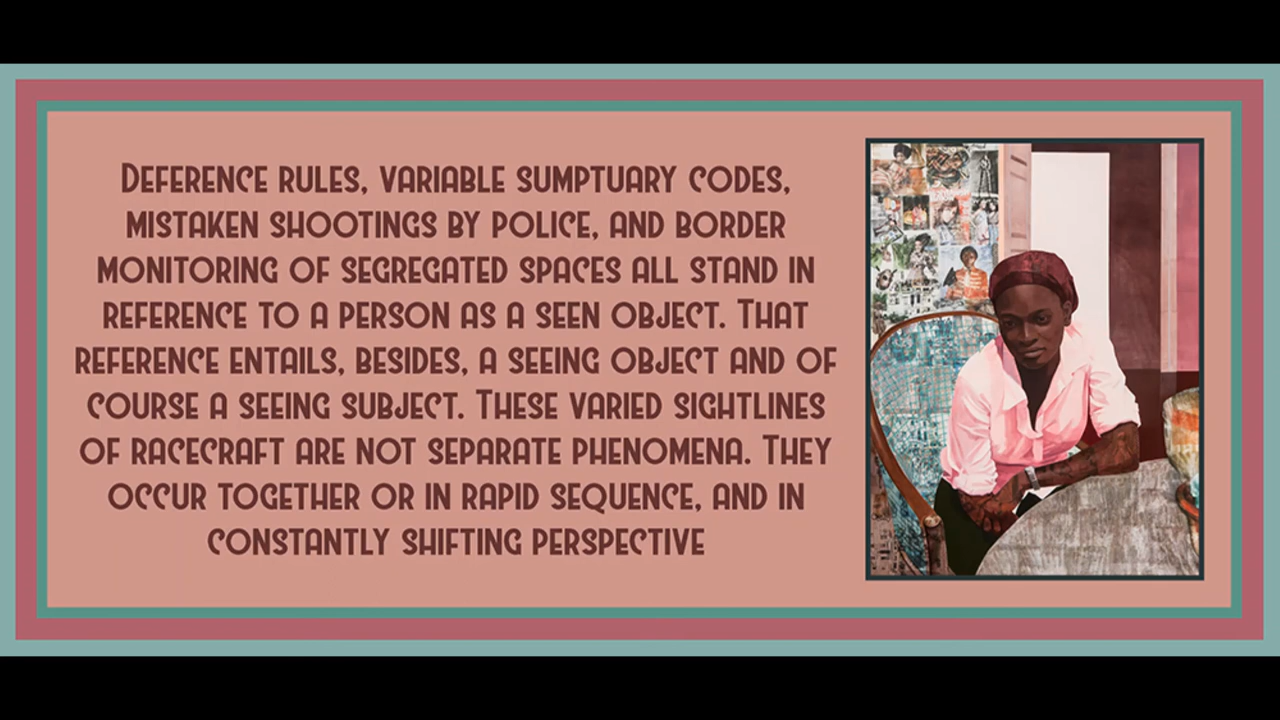 Deference rules, variable sumptuary codes,
mistaken shootings by police, and border
monitoring of segregated spaces all stand in
reference to a person as a seen object. That
reference entails, besides, a seeing object and of
course a seeing subject. These varied sightlines
of racecraft are not separate phenomena. They
occur together or in rapid sequence, and in
constantly shifting perspective